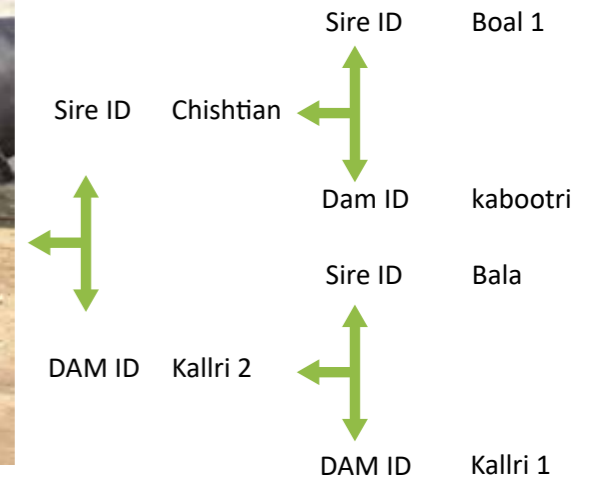 Sire ID Boal 1
Sire ID Chishtian
Dam ID kabootri
Sire ID Bala
DAM ID Kallri 2
DAM ID Kallri 1